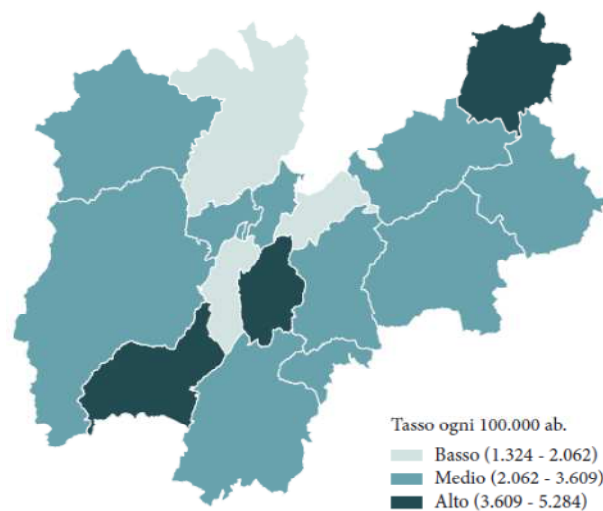 Tasso ogni 100.000 ab.
Basso (1.324 - 2.062)
Medio (2.062 - 3.609)
Alto (3.609 - 5.284)